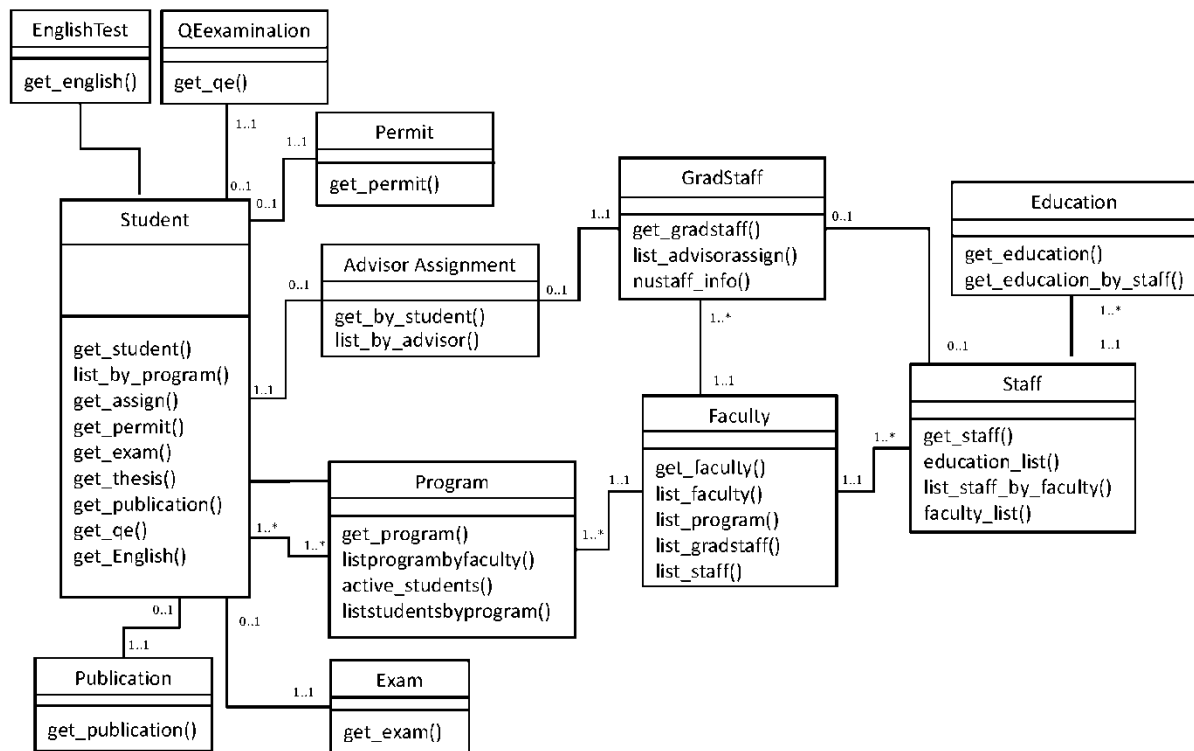 EnglishTest
get_english()
QEexamination
get_qe()
1..1
0..1
Permit
get_permit()
1..1
0..1
Student
get_student()
list_by_program()
get_assign()
get_permit()
get_exam()
get_thesis()
get_publication()
get_qe()
get_English()
Advisor Assignment
get_by_student()
list_by_advisor()
0..1
1..1
0..1
1..1
GradStaff
get_gradstaff()
list_advisorassign()
nustaff_info()
0..1
0..1
1..*
1..1
Education
get_education()
get_education_by_staff()
1..*
1..1
Staff
get_staff()
education_list()
list_staff_by_faculty()
faculty_list()
1..*
1..1
Faculty
get_faculty()
list_faculty()
list_program()
list_gradstaff()
list_staff()
1..1
1..*
Program
get_program()
listprogrambyfaculty()
active_students()
liststudentsbyprogram()
1..*
1..*
0..1
1..1
Publication
get_publication()
0..1
1..1
Exam
get_exam()